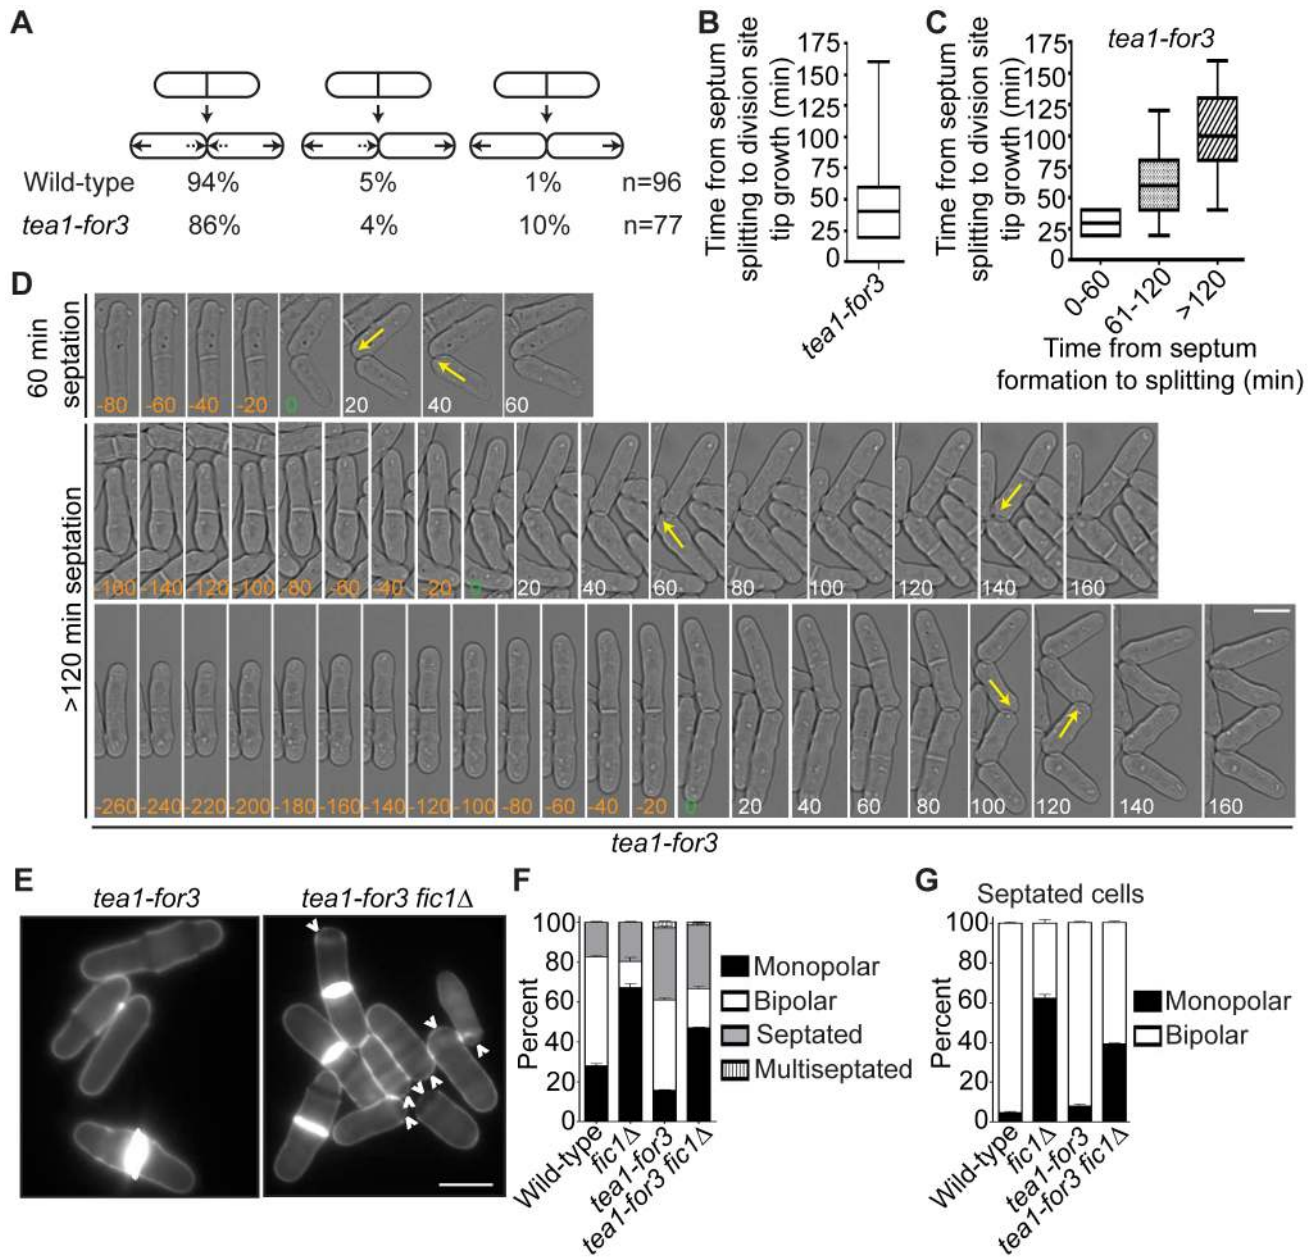 A
Wild-type 94% 5% 1% n=96
tea1-for3 86% 4% 10% n=77
B
Time from septum
splitting to division site
tip growth (min)
175
150
125
100
75
50
25
0
tea1-for3
C
tea1-for3
Time from septum
splitting to division site
tip growth (min)
175
150
125
100
75
50
25
0
0-60
61-120
>120
Time from septum
formation to splitting (min)
D
60 min
septation
-80 -60 -40 -20 0 20 40 60
>120 min septation
-160 -140 -120 -100 -80 -60 -40 -20 0 20 40 60 80 100 120 140 160
-260 -240 -220 -200 -180 -160 -140 -120 -100 -80 -60 -40 -20 0 20 40 60 80 100 120 140 160
tea1-for3
E
tea1-for3
tea1-for3 fic1Δ
F
Percent
100
80
60
40
20
0
Wild-type
fic1Δ
tea1-for3
tea1-for3 fic1Δ
Monopolar
Bipolar
Septated
Multiseptated
G
Septated cells
Percent
100
80
60
40
20
0
Wild-type
fic1Δ
tea1-for3
tea1-for3 fic1Δ
Monopolar
Bipolar